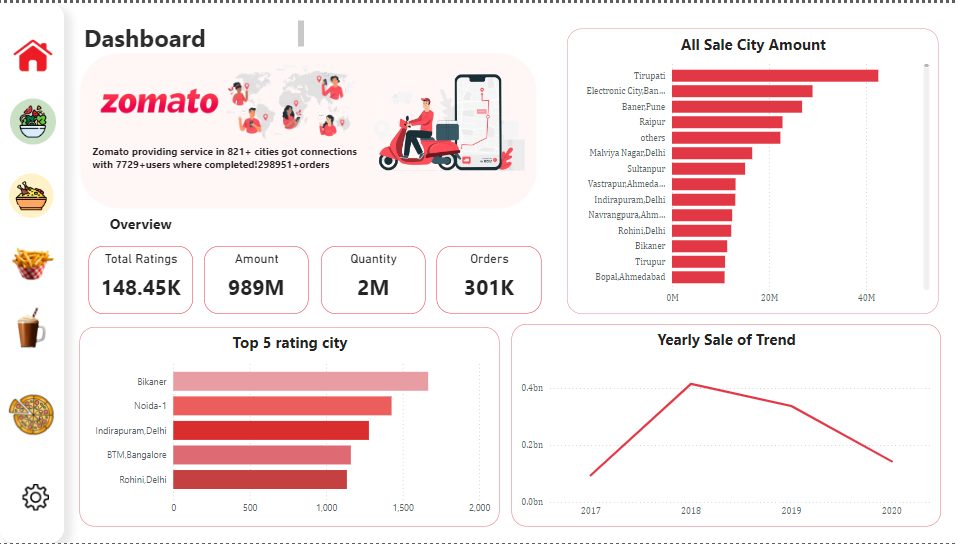 Dashboard
zomato
Zomato providing service in 821+ cities got connections
with 7729+users where completed!298951+orders
Overview
Total Ratings
148.45K
Amount
989M
Quantity
2M
Orders
301K
All Sale City Amount
Tirupati
Electronic City,Ban...
Baner,Pune
Raipur
others
Malviya Nagar,Delhi
Sultanpur
Vastrapur,Ahmeda...
Indirapuram,Delhi
Navrangpura,Ahm...
Rohini,Delhi
Bikaner
Tirupur
Bopal,Ahmedabad
0M 20M 40M
Top 5 rating city
Bikaner
Noida-1
Indirapuram,Delhi
BTM,Bangalore
Rohini,Delhi
0 500 1,000 1,500 2,000
Yearly Sale of Trend
0.4bn
0.2bn
0.0bn
2017 2018 2019 2020